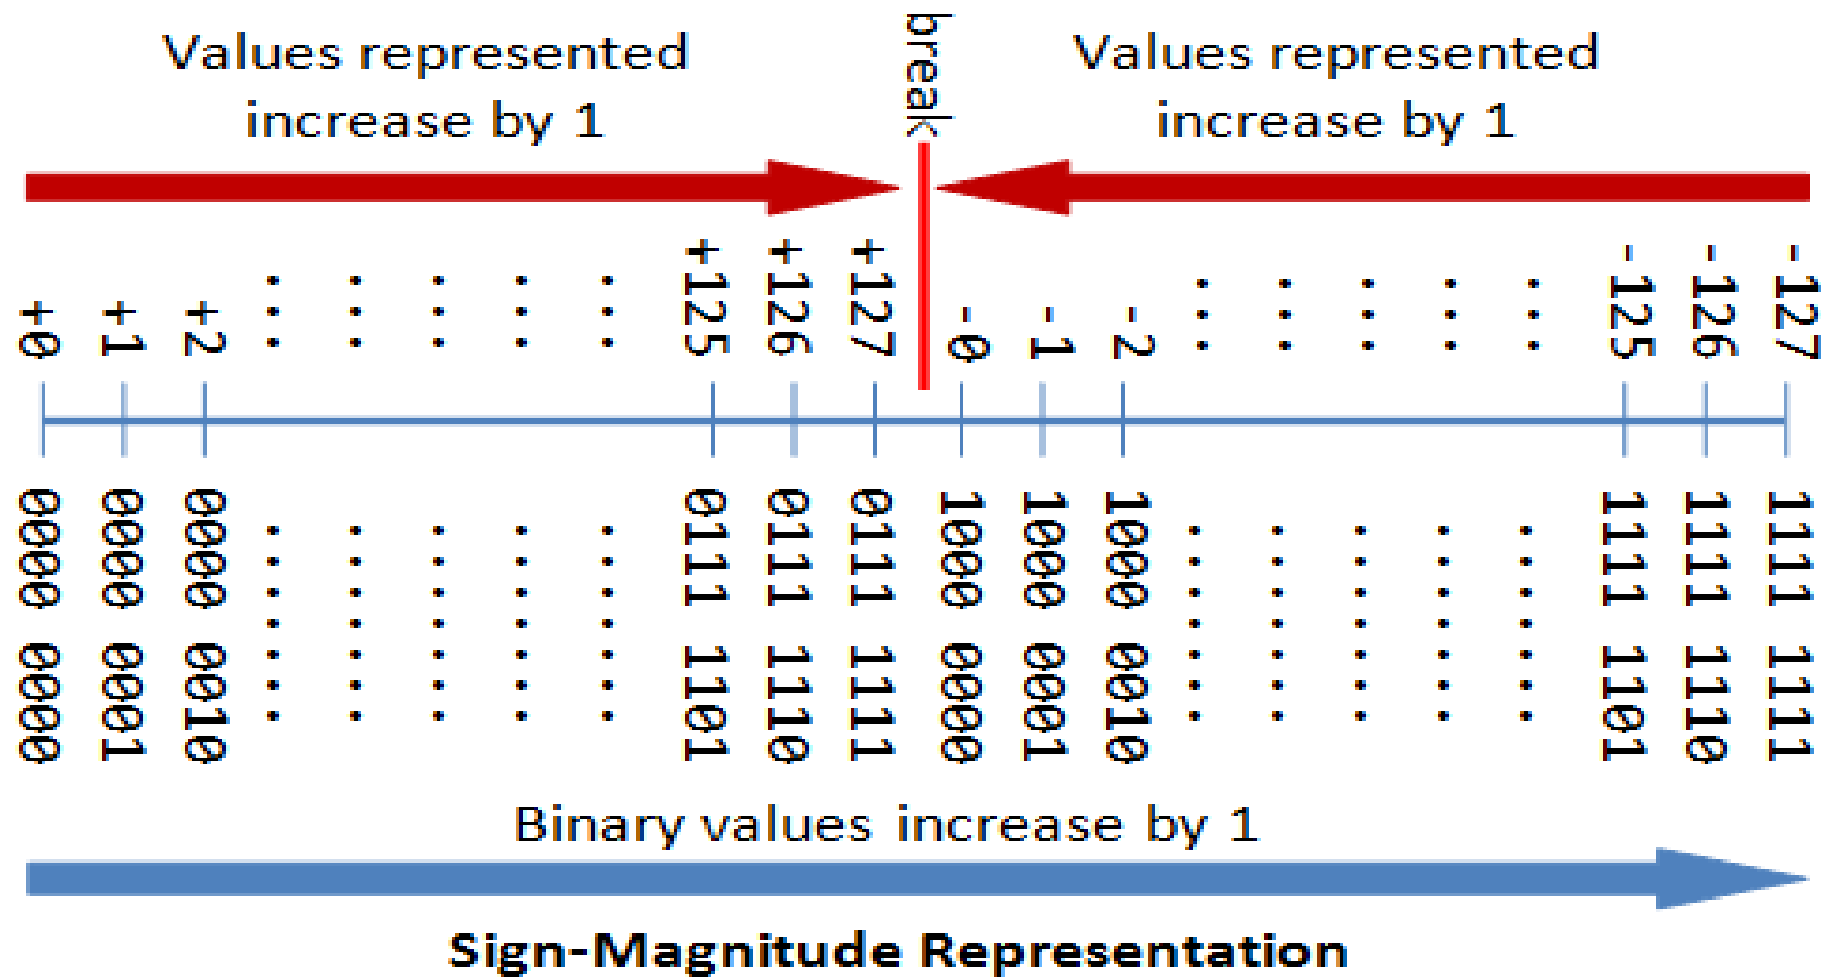 Values represented
increase by 1
break
Values represented
increase by 1
+0 +1 +2 +125 +126 +127 -0 -1 -2 -125 -126 -127
0000 0000
0000 0001
0000 0010
0111 1101
0111 1110
0111 1111
1000 0000
1000 0001
1000 0010
1111 1101
1111 1110
1111 1111
Binary values increase by 1
Sign-Magnitude Representation